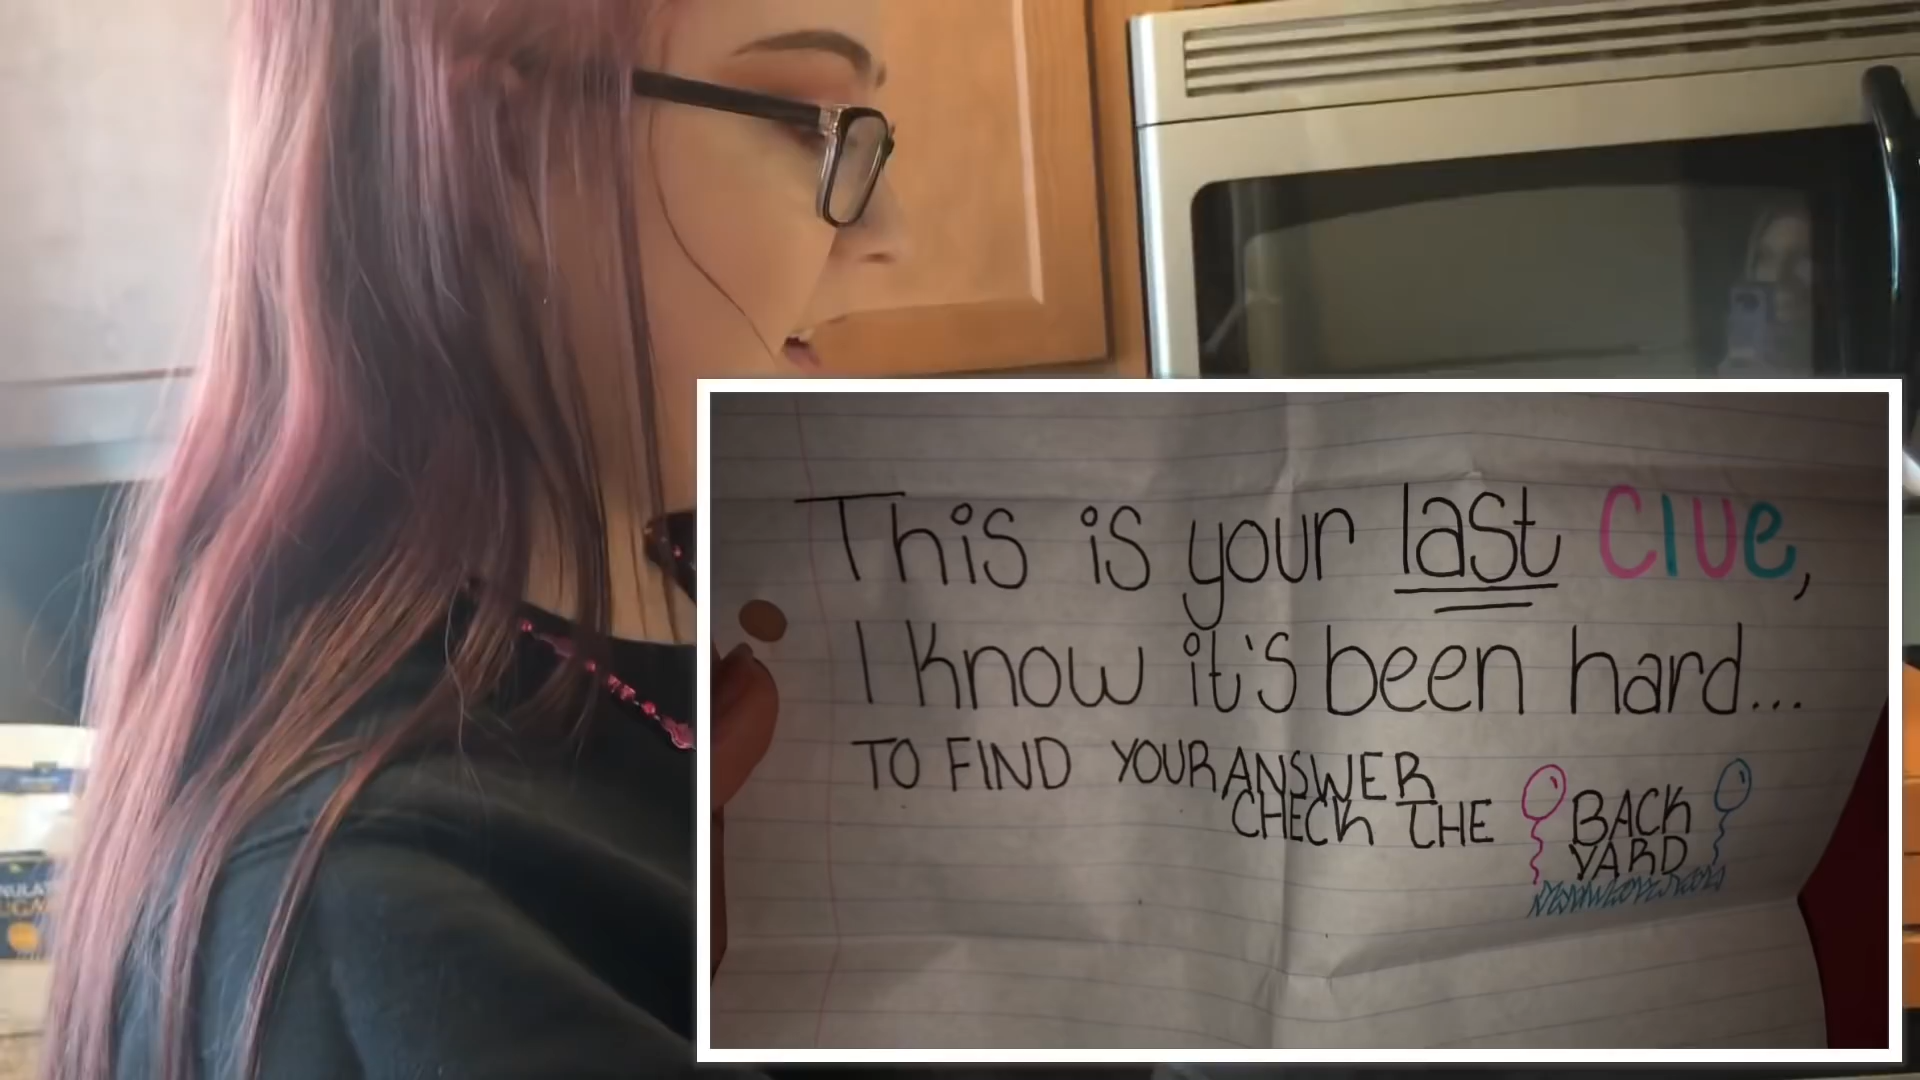 This is your last clue,
I know it's been hard...
TO FIND YOUR ANSWER
CHECK THE BACK
YARD